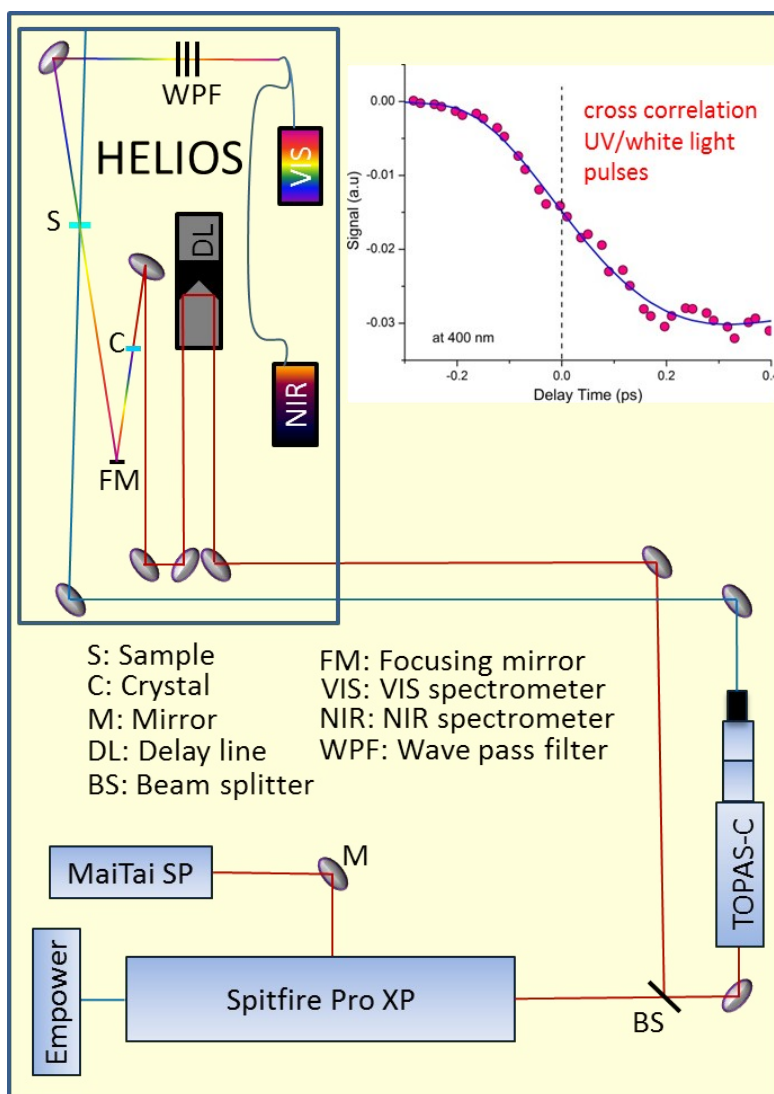 WPF
HELIOS
VIS
S
DL
C
NIR
FM
cross correlation
UV/white light
pulses
0.00
-0.01
-0.02
-0.03
Signal (a.u)
at 400 nm
-0.2
0.0
0.2
0.4
Delay Time (ps)
S: Sample
C: Crystal
M: Mirror
DL: Delay line
BS: Beam splitter
FM: Focusing mirror
VIS: VIS spectrometer
NIR: NIR spectrometer
WPF: Wave pass filter
MaiTai SP
M
TOPAS-C
Empower
Spitfire Pro XP
BS